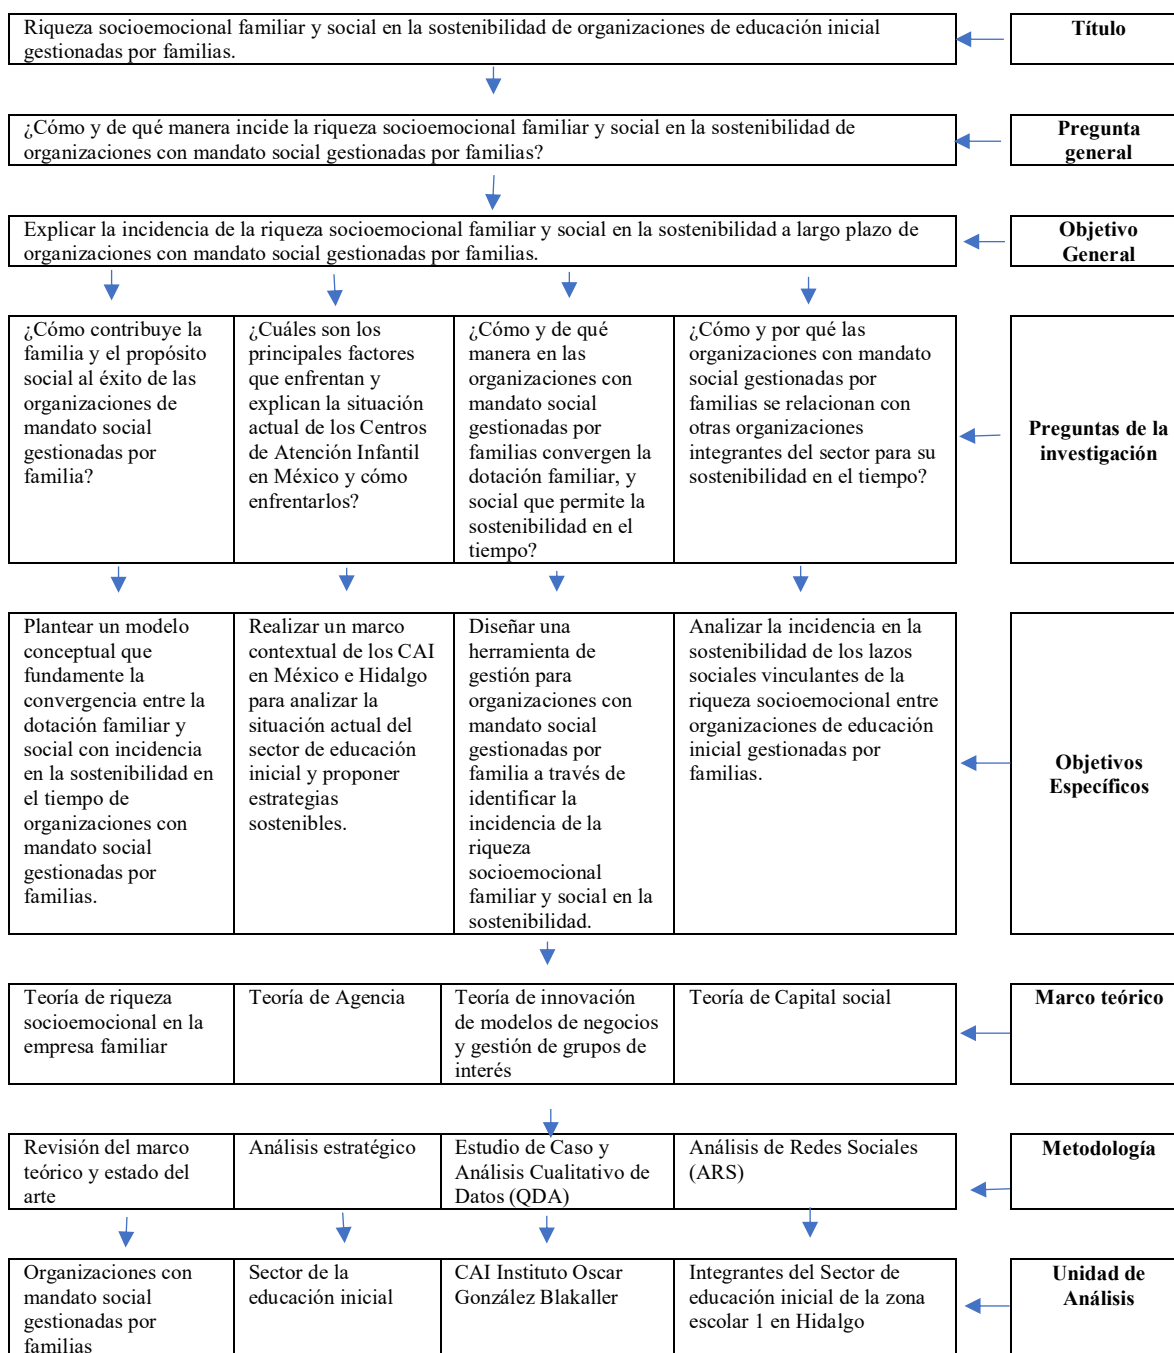 Riqueza socioemocional familiar y social en la sostenibilidad de organizaciones de educación inicial
gestionadas por familias.
Título
¿Cómo y de qué manera incide la riqueza socioemocional familiar y social en la sostenibilidad de
organizaciones con mandato social gestionadas por familias?
Pregunta
general
Explicar la incidencia de la riqueza socioemocional familiar y social en la sostenibilidad a largo plazo de
organizaciones con mandato social gestionadas por familias.
Objetivo
General
¿Cómo contribuye la
familia y el propósito
social al éxito de las
organizaciones de
mandato social
gestionadas por
familia?
¿Cuáles son los
principales factores
que enfrentan y
explican la situación
actual de los Centros
de Atención Infantil
en México y cómo
enfrentarlos?
¿Cómo y de qué
manera en las
organizaciones con
mandato social
gestionadas por
familias convergen la
dotación familiar, y
social que permite la
sostenibilidad en el
tiempo?
¿Cómo y por qué las
organizaciones con mandato
social gestionadas por
familias se relacionan con
otras organizaciones
integrantes del sector para su
sostenibilidad en el tiempo?
Preguntas de la
investigación
Plantear un modelo
conceptual que
fundamente la
convergencia entre la
dotación familiar y
social con incidencia
en la sostenibilidad en
el tiempo de
organizaciones con
mandato social
gestionadas por
familias.
Realizar un marco
contextual de los CAI
en México e Hidalgo
para analizar la
situación actual del
sector de educación
inicial y proponer
estrategias
sostenibles.
Diseñar una
herramienta de
gestión para
organizaciones con
mandato social
gestionadas por
familia a través de
identificar la
incidencia de la
riqueza
socioemocional
familiar y social en la
sostenibilidad.
Analizar la incidencia en la
sostenibilidad de los lazos
sociales vinculantes de la
riqueza socioemocional entre
organizaciones de educación
inicial gestionadas por
familias.
Objetivos
Específicos
Teoría de riqueza
socioemocional en la
empresa familiar
Teoría de Agencia
Teoría de innovación
de modelos de negocios
y gestión de grupos de
interés
Teoría de Capital social
Marco teórico
Revisión del marco
teórico y estado del
arte
Análisis estratégico
Estudio de Caso y
Análisis Cualitativo de
Datos (QDA)
Análisis de Redes Sociales
(ARS)
Metodología
Organizaciones con
mandato social
gestionadas por
familias
Sector de la
educación inicial
CAI Instituto Oscar
González Blakaller
Integrantes del Sector de
educación inicial de la zona
escolar 1 en Hidalgo
Unidad de
Análisis